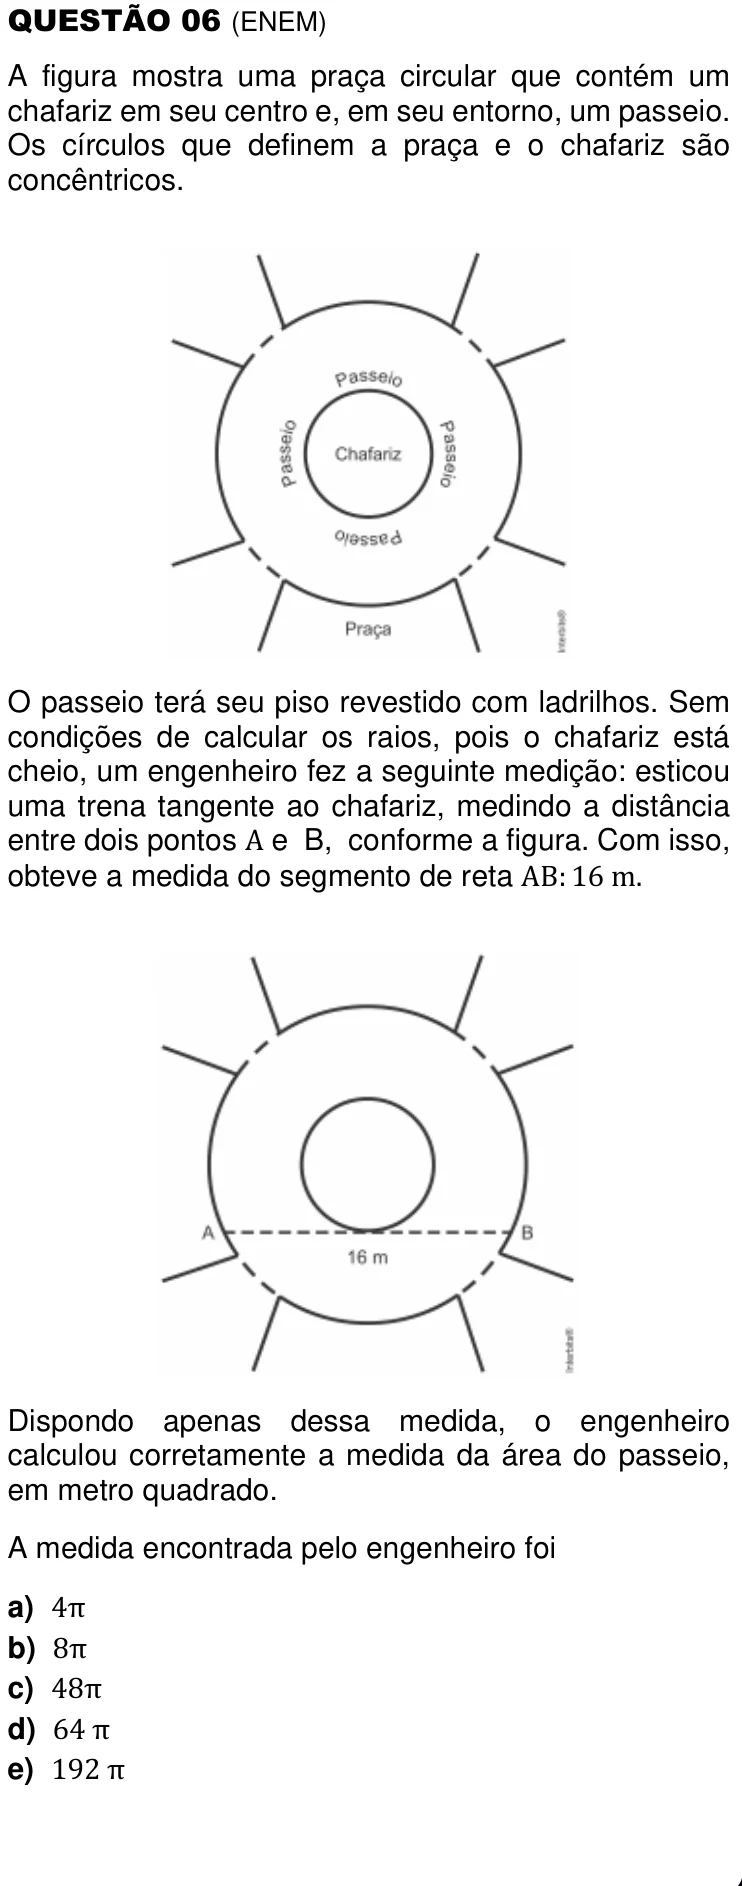 QUESTÃO 06 (ENEM)
A figura mostra uma praça circular que contém um
chafariz em seu centro e, em seu entorno, um passeio.
Os círculos que definem a praça e o chafariz são
concêntricos.
Passeio
Passeio
Chafariz
Passeio
Passeio
Praça
Interbits®
O passeio terá seu piso revestido com ladrilhos. Sem
condições de calcular os raios, pois o chafariz está
cheio, um engenheiro fez a seguinte medição: esticou
uma trena tangente ao chafariz, medindo a distância
entre dois pontos A e B, conforme a figura. Com isso,
obteve a medida do segmento de reta AB: 16 m.
A
B
16 m
Interbits®
Dispondo apenas dessa medida, o engenheiro
calculou corretamente a medida da área do passeio,
em metro quadrado.
A medida encontrada pelo engenheiro foi
a) 4π
b) 8π
c) 48π
d) 64 π
e) 192 π